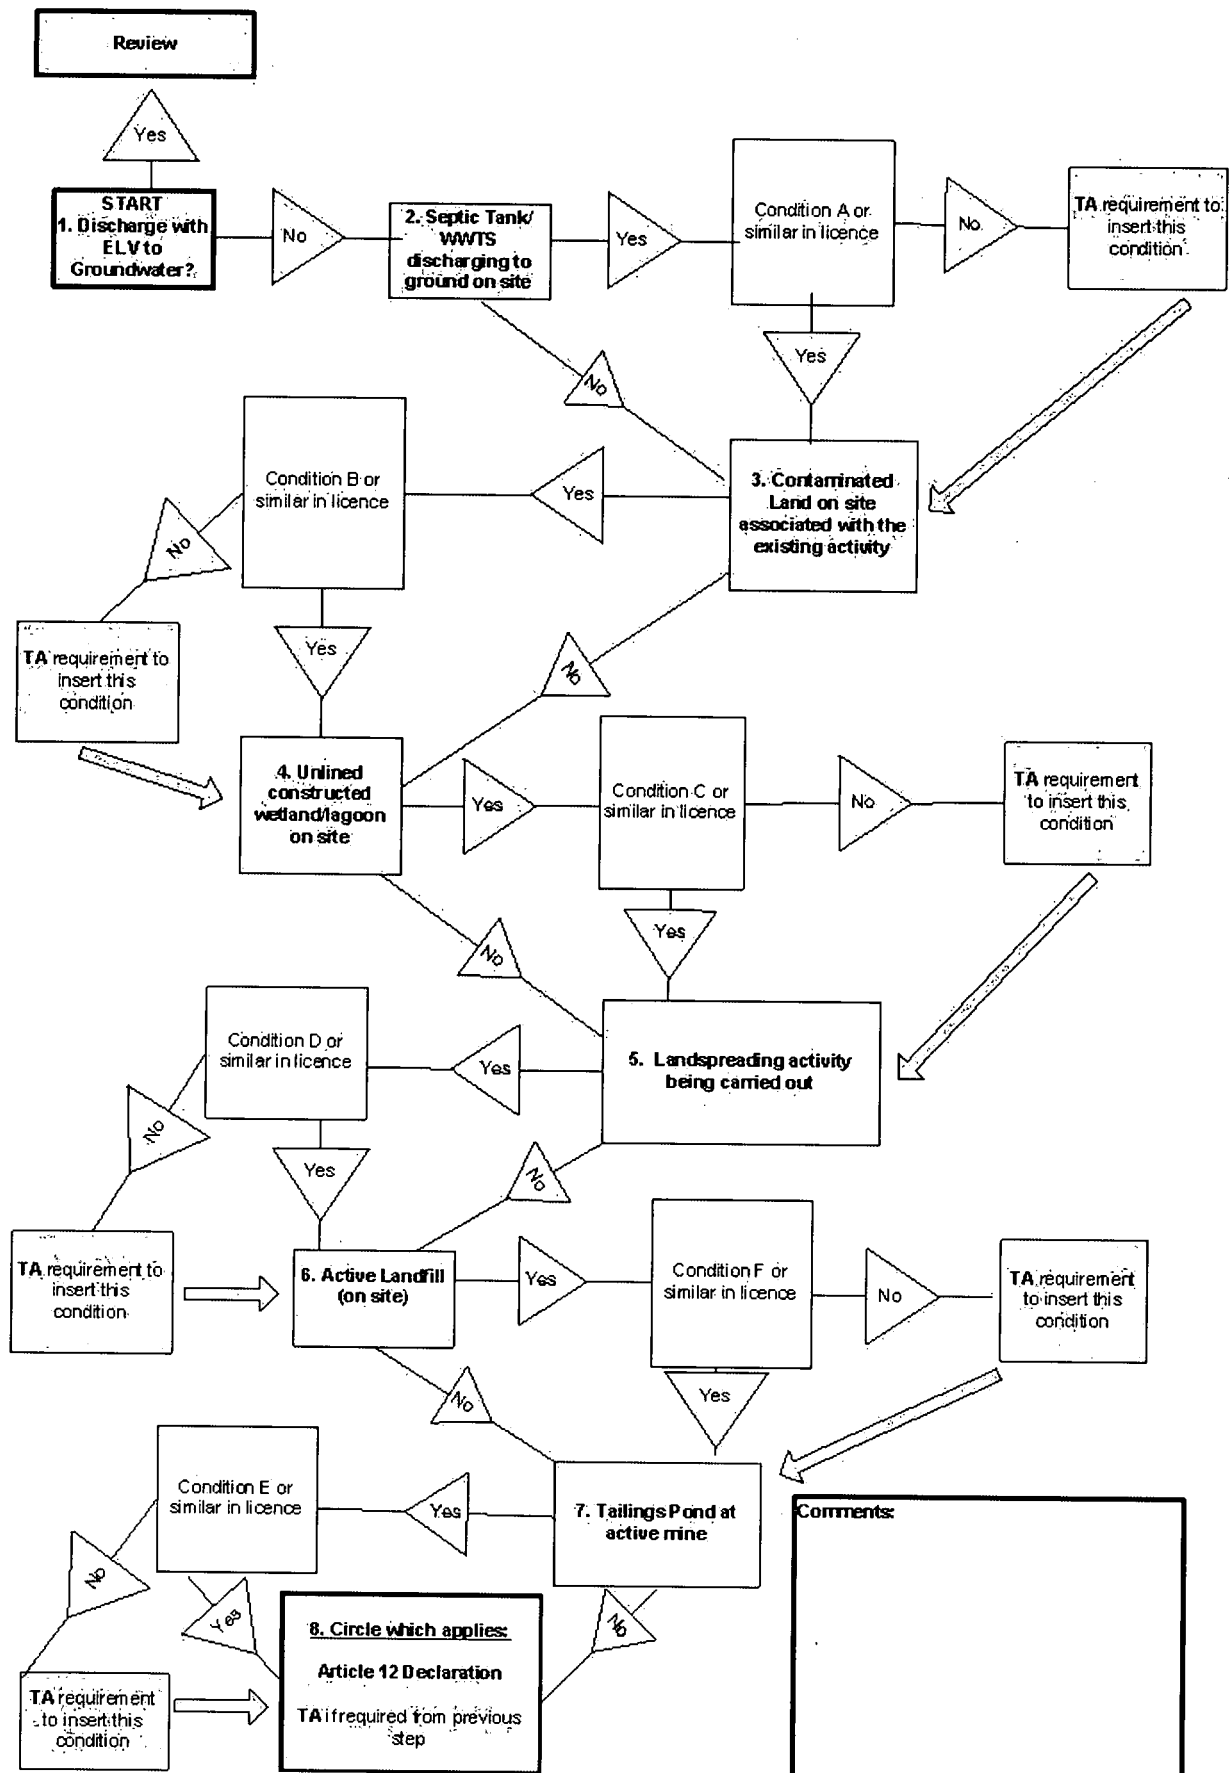 Review
Yes
START
1. Discharge with
ELV to
Groundwater?
No
2. Septic Tank/
WWTS
discharging to
ground on site
Yes
Condition A or
similar in licence
No
TA requirement to
insert this
condition
Yes
No
3. Contaminated
Land on site
associated with the
existing activity
Yes
Condition B or
similar in licence
No
TA requirement to
insert this
condition
Yes
No
4. Unlined
constructed
wetland/lagoon
on site
Yes
Condition C or
similar in licence
No
TA requirement
to insert this
condition
Yes
No
5. Landspreading activity
being carried out
Yes
Condition D or
similar in licence
No
TA requirement to
insert this
condition
Yes
No
6. Active Landfill
(on site)
Yes
Condition F or
similar in licence
No
TA requirement
to insert this
condition
Yes
No
7. Tailings Pond at
active mine
Yes
Condition E or
similar in licence
No
TA requirement
to insert this
condition
Yes
No
8. Circle which applies:
Article 12 Declaration
TA if required from previous
step
Comments: